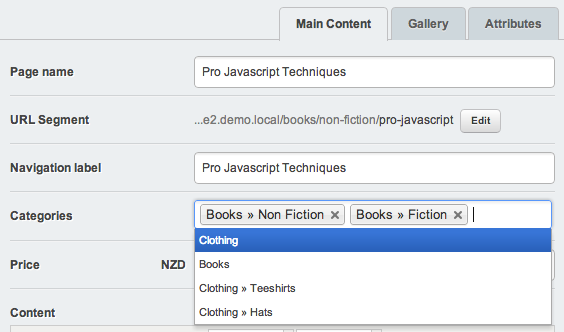 Main Content Gallery Attributes
Page name Pro Javascript Techniques
URL Segment ...e2.demo.local/books/non-fiction/pro-javascript Edit
Navigation label Pro Javascript Techniques
Categories Books » Non Fiction × Books » Fiction ×
Clothing
Books
Price NZD
Clothing » Teeshirts
Clothing » Hats
Content